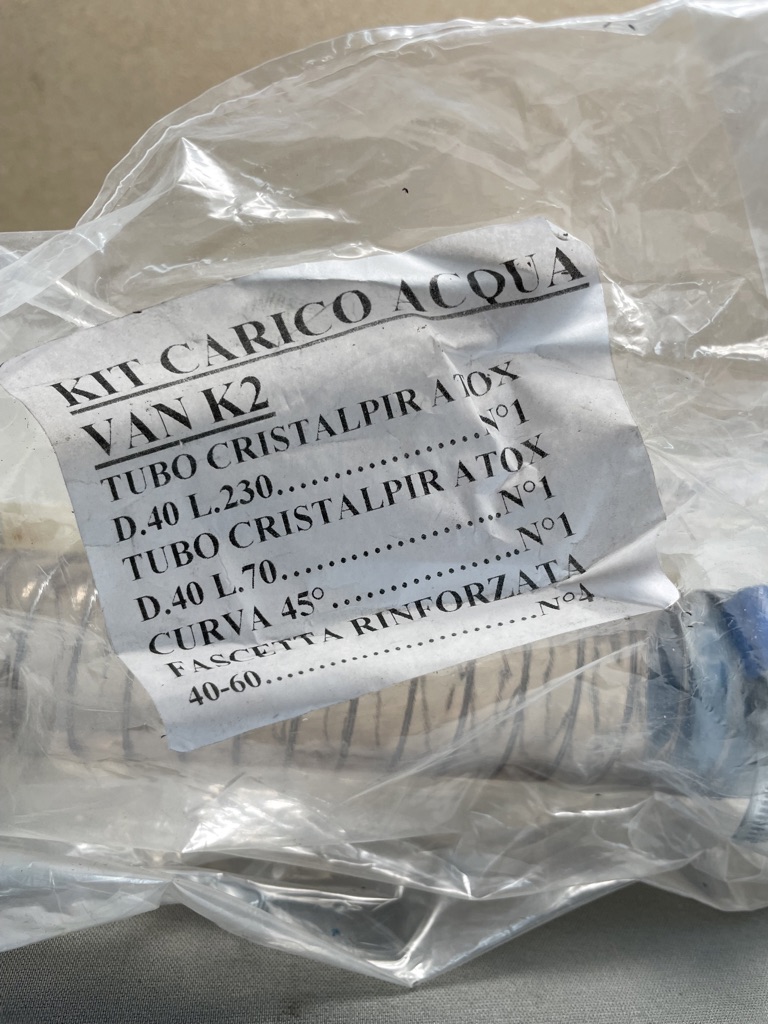 KIT CARICO ACQUA
VAN K2
TUBO CRISTALPIR ATOX
D.40 L.230....................N°1
TUBO CRISTALPIR ATOX
D.40 L.70......................N°1
CURVA 45°....................N°1
FASCETTA RINFORZATA
40-60..............................N°4